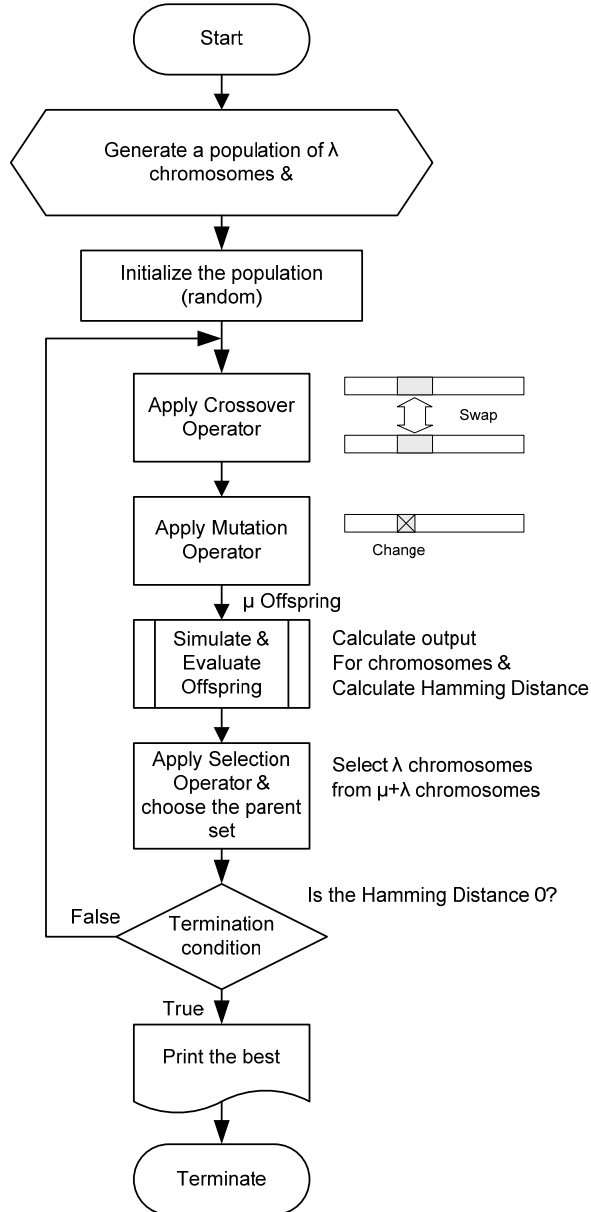 Start
Generate a population of λ
chromosomes &
Initialize the population
(random)
Apply Crossover
Operator
Swap
Apply Mutation
Operator
Change
μ Offspring
Simulate &
Evaluate
Offspring
Calculate output
For chromosomes &
Calculate Hamming Distance
Apply Selection
Operator &
choose the parent
set
Select λ chromosomes
from μ+λ chromosomes
Is the Hamming Distance 0?
False
Termination
condition
True
Print the best
Terminate